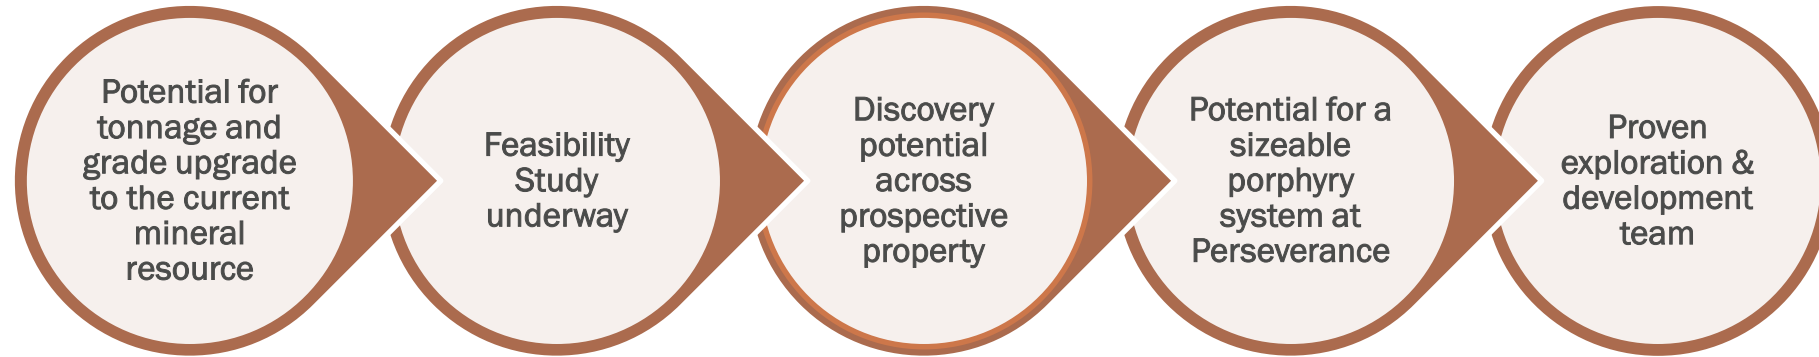 Potential for
tonnage and
grade upgrade
to the current
mineral
resource
Feasibility
Study
underway
Discovery
potential
across
prospective
property
Potential for a
sizeable
porphyry
system at
Perseverance
Proven
exploration &
development
team